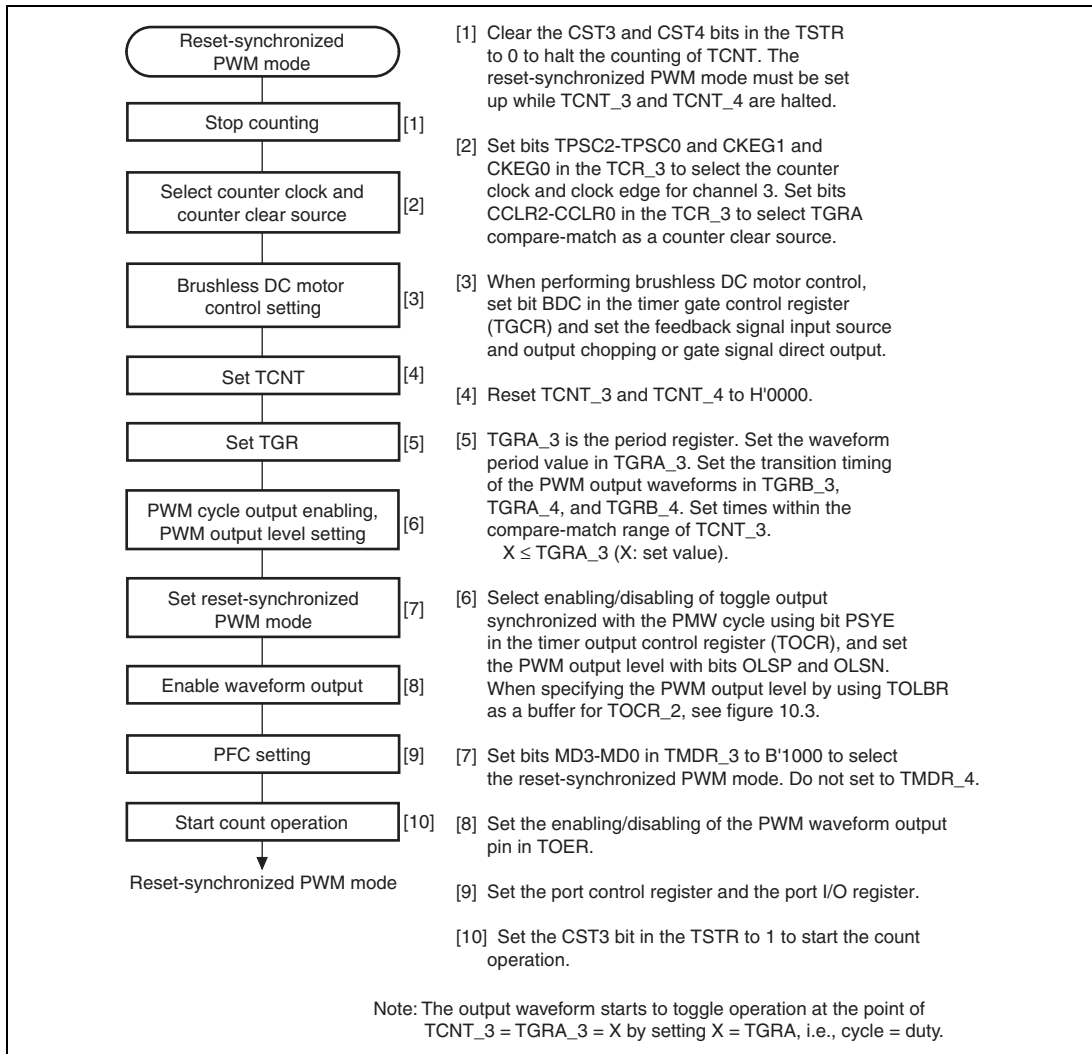 Reset-synchronized
PWM mode
Stop counting
[1]
Select counter clock and
counter clear source
[2]
Brushless DC motor
control setting
[3]
Set TCNT
[4]
Set TGR
[5]
PWM cycle output enabling,
PWM output level setting
[6]
Set reset-synchronized
PWM mode
[7]
Enable waveform output
[8]
PFC setting
[9]
Start count operation
[10]
Reset-synchronized PWM mode
[1] Clear the CST3 and CST4 bits in the TSTR
to 0 to halt the counting of TCNT. The
reset-synchronized PWM mode must be set
up while TCNT_3 and TCNT_4 are halted.
[2] Set bits TPSC2-TPSC0 and CKEG1 and
CKEG0 in the TCR_3 to select the counter
clock and clock edge for channel 3. Set bits
CCLR2-CCLR0 in the TCR_3 to select TGRA
compare-match as a counter clear source.
[3] When performing brushless DC motor control,
set bit BDC in the timer gate control register
(TGCR) and set the feedback signal input source
and output chopping or gate signal direct output.
[4] Reset TCNT_3 and TCNT_4 to H'0000.
[5] TGRA_3 is the period register. Set the waveform
period value in TGRA_3. Set the transition timing
of the PWM output waveforms in TGRB_3,
TGRA_4, and TGRB_4. Set times within the
compare-match range of TCNT_3.
X ≤ TGRA_3 (X: set value).
[6] Select enabling/disabling of toggle output
synchronized with the PMW cycle using bit PSYE
in the timer output control register (TOCR), and set
the PWM output level with bits OLSP and OLSN.
When specifying the PWM output level by using TOLBR
as a buffer for TOCR_2, see figure 10.3.
[7] Set bits MD3-MD0 in TMDR_3 to B'1000 to select
the reset-synchronized PWM mode. Do not set to TMDR_4.
[8] Set the enabling/disabling of the PWM waveform output
pin in TOER.
[9] Set the port control register and the port I/O register.
[10] Set the CST3 bit in the TSTR to 1 to start the count
operation.
Note: The output waveform starts to toggle operation at the point of
TCNT_3 = TGRA_3 = X by setting X = TGRA, i.e., cycle = duty.